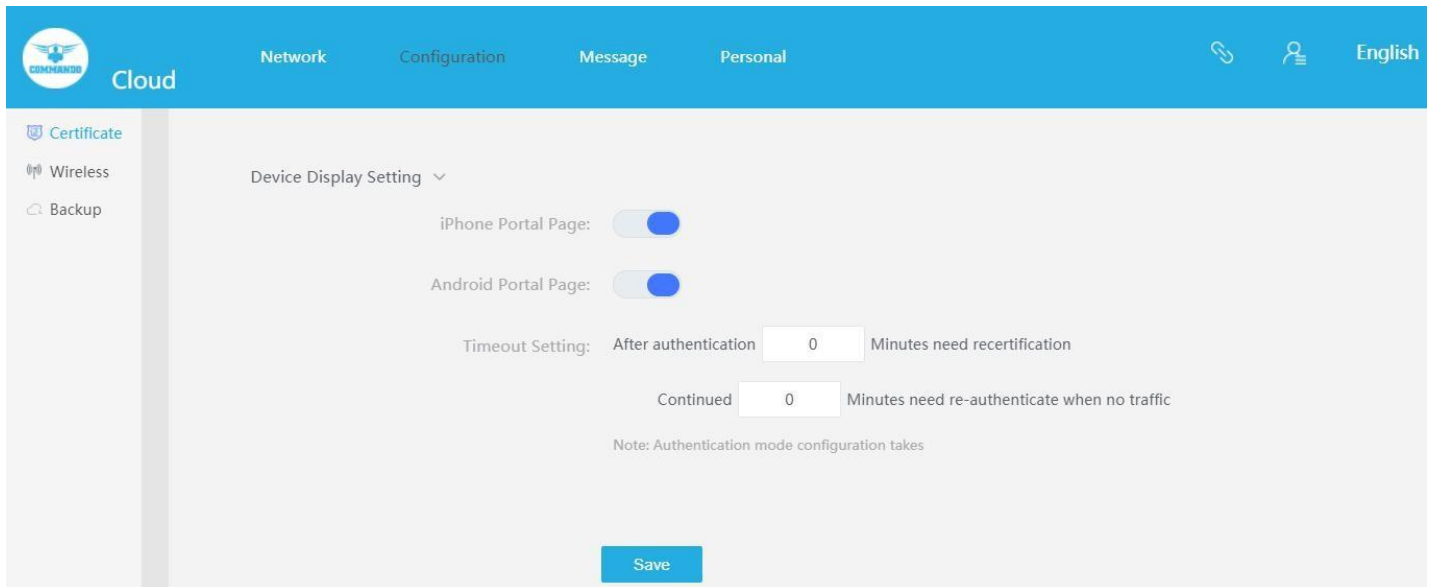 COMMANDO
Cloud
Network Configuration Message Personal English
Certificate
Wireless
Backup
Device Display Setting
iPhone Portal Page:
Android Portal Page:
Timeout Setting: After authentication 0 Minutes need recertification
Continued 0 Minutes need re-authenticate when no traffic
Note: Authentication mode configuration takes
Save